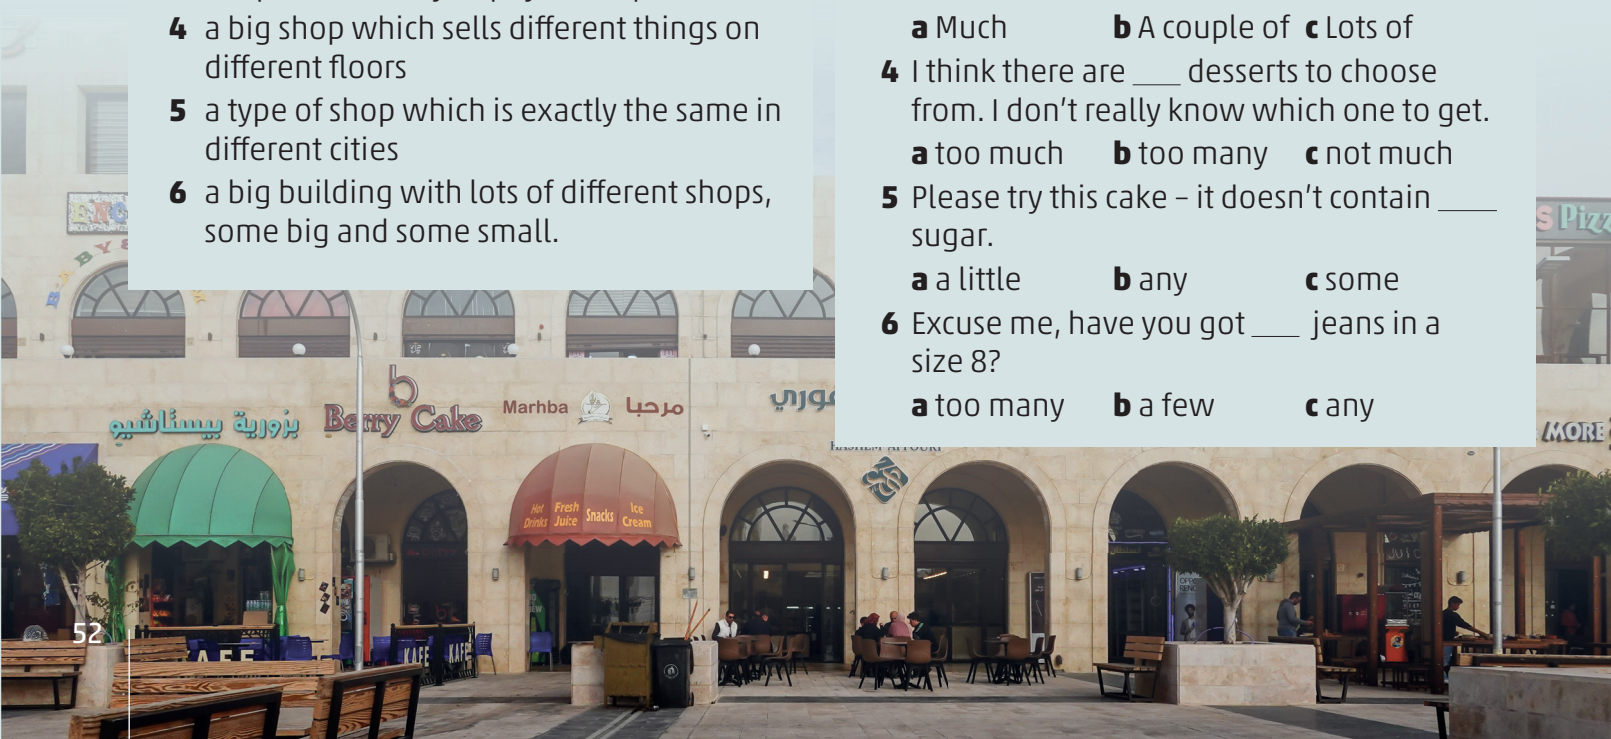 4 a big shop which sells different things on
different floors
5 a type of shop which is exactly the same in
different cities
6 a big building with lots of different shops,
some big and some small.
a Much b A couple of c Lots of
4 I think there are ___ desserts to choose
from. I don't really know which one to get.
a too much b too many c not much
5 Please try this cake – it doesn't contain ____
sugar.
a a little b any c some
6 Excuse me, have you got ___ jeans in a
size 8?
a too many b a few c any
بزورية بيستاشيو
b
Berry Cake
Marhba مرحبا
MORE
Hot Drinks Fresh Juice Snacks Ice Cream
KAFE KAFE
52